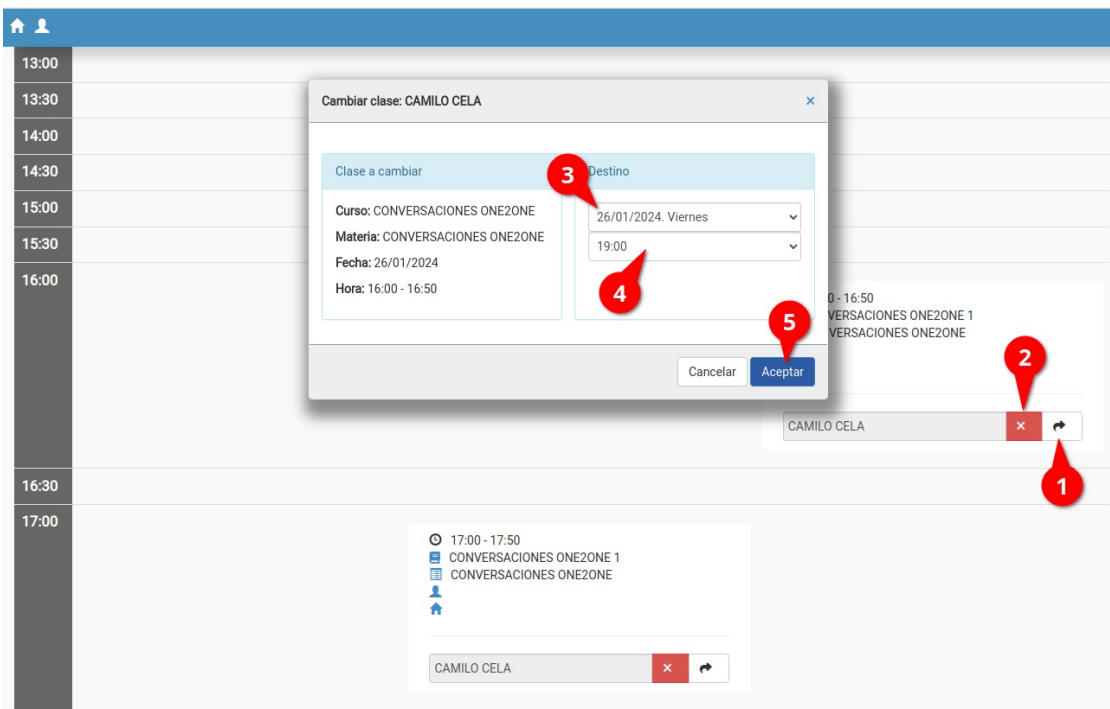 13:00
13:30
14:00
14:30
15:00
15:30
16:00
16:30
17:00
Cambiar clase: CAMILO CELA
×
Clase a cambiar
Curso: CONVERSACIONES ONE2ONE
Materia: CONVERSACIONES ONE2ONE
Fecha: 26/01/2024
Hora: 16:00 - 16:50
3
Destino
26/01/2024. Viernes
19:00
4
5
Cancelar
Aceptar
- 16:50
ONE2ONE 1
ONE2ONE
2
CAMILO CELA
×
1
17:00 - 17:50
CONVERSACIONES ONE2ONE 1
CONVERSACIONES ONE2ONE
CAMILO CELA
×